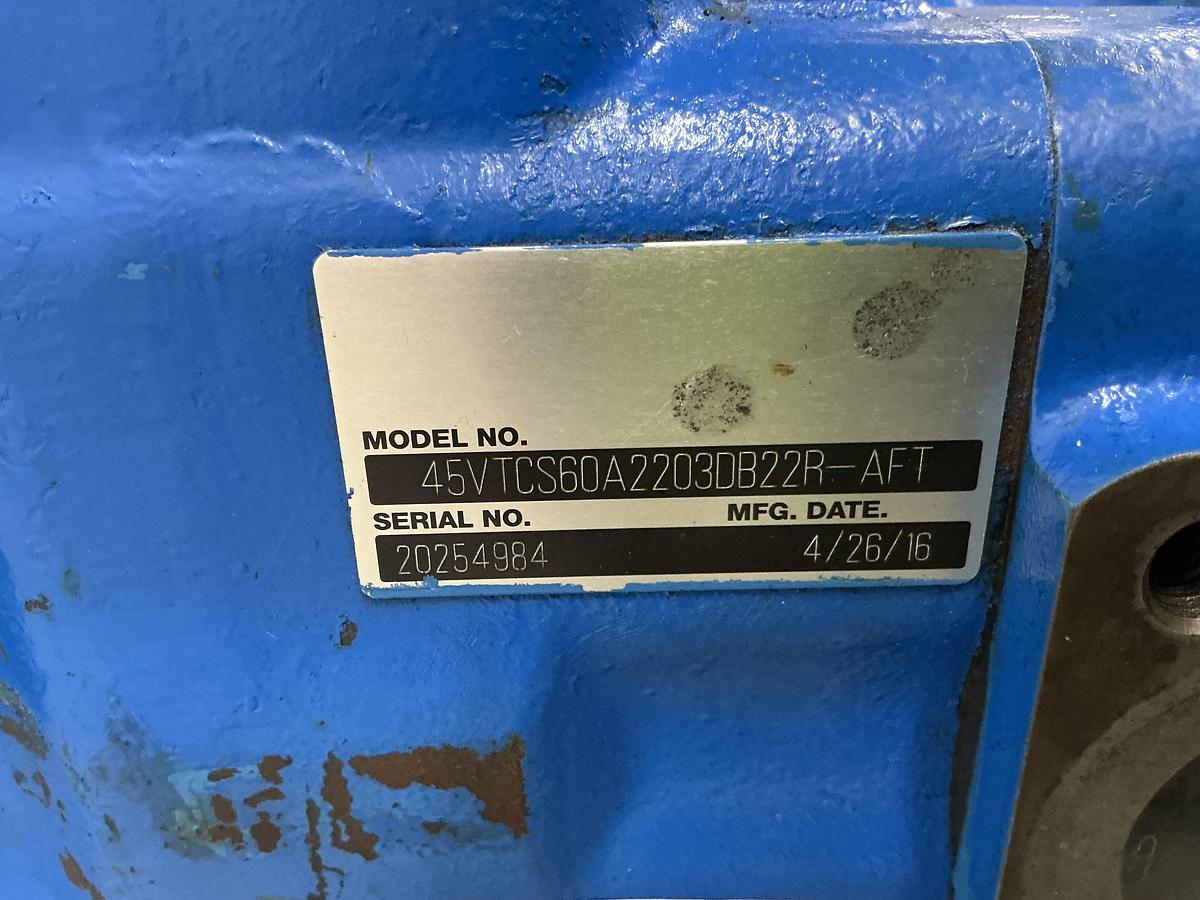 MODEL NO.
45VTCS60A2203DB22R-AFT
SERIAL NO. MFG. DATE.
20254984 4/26/16